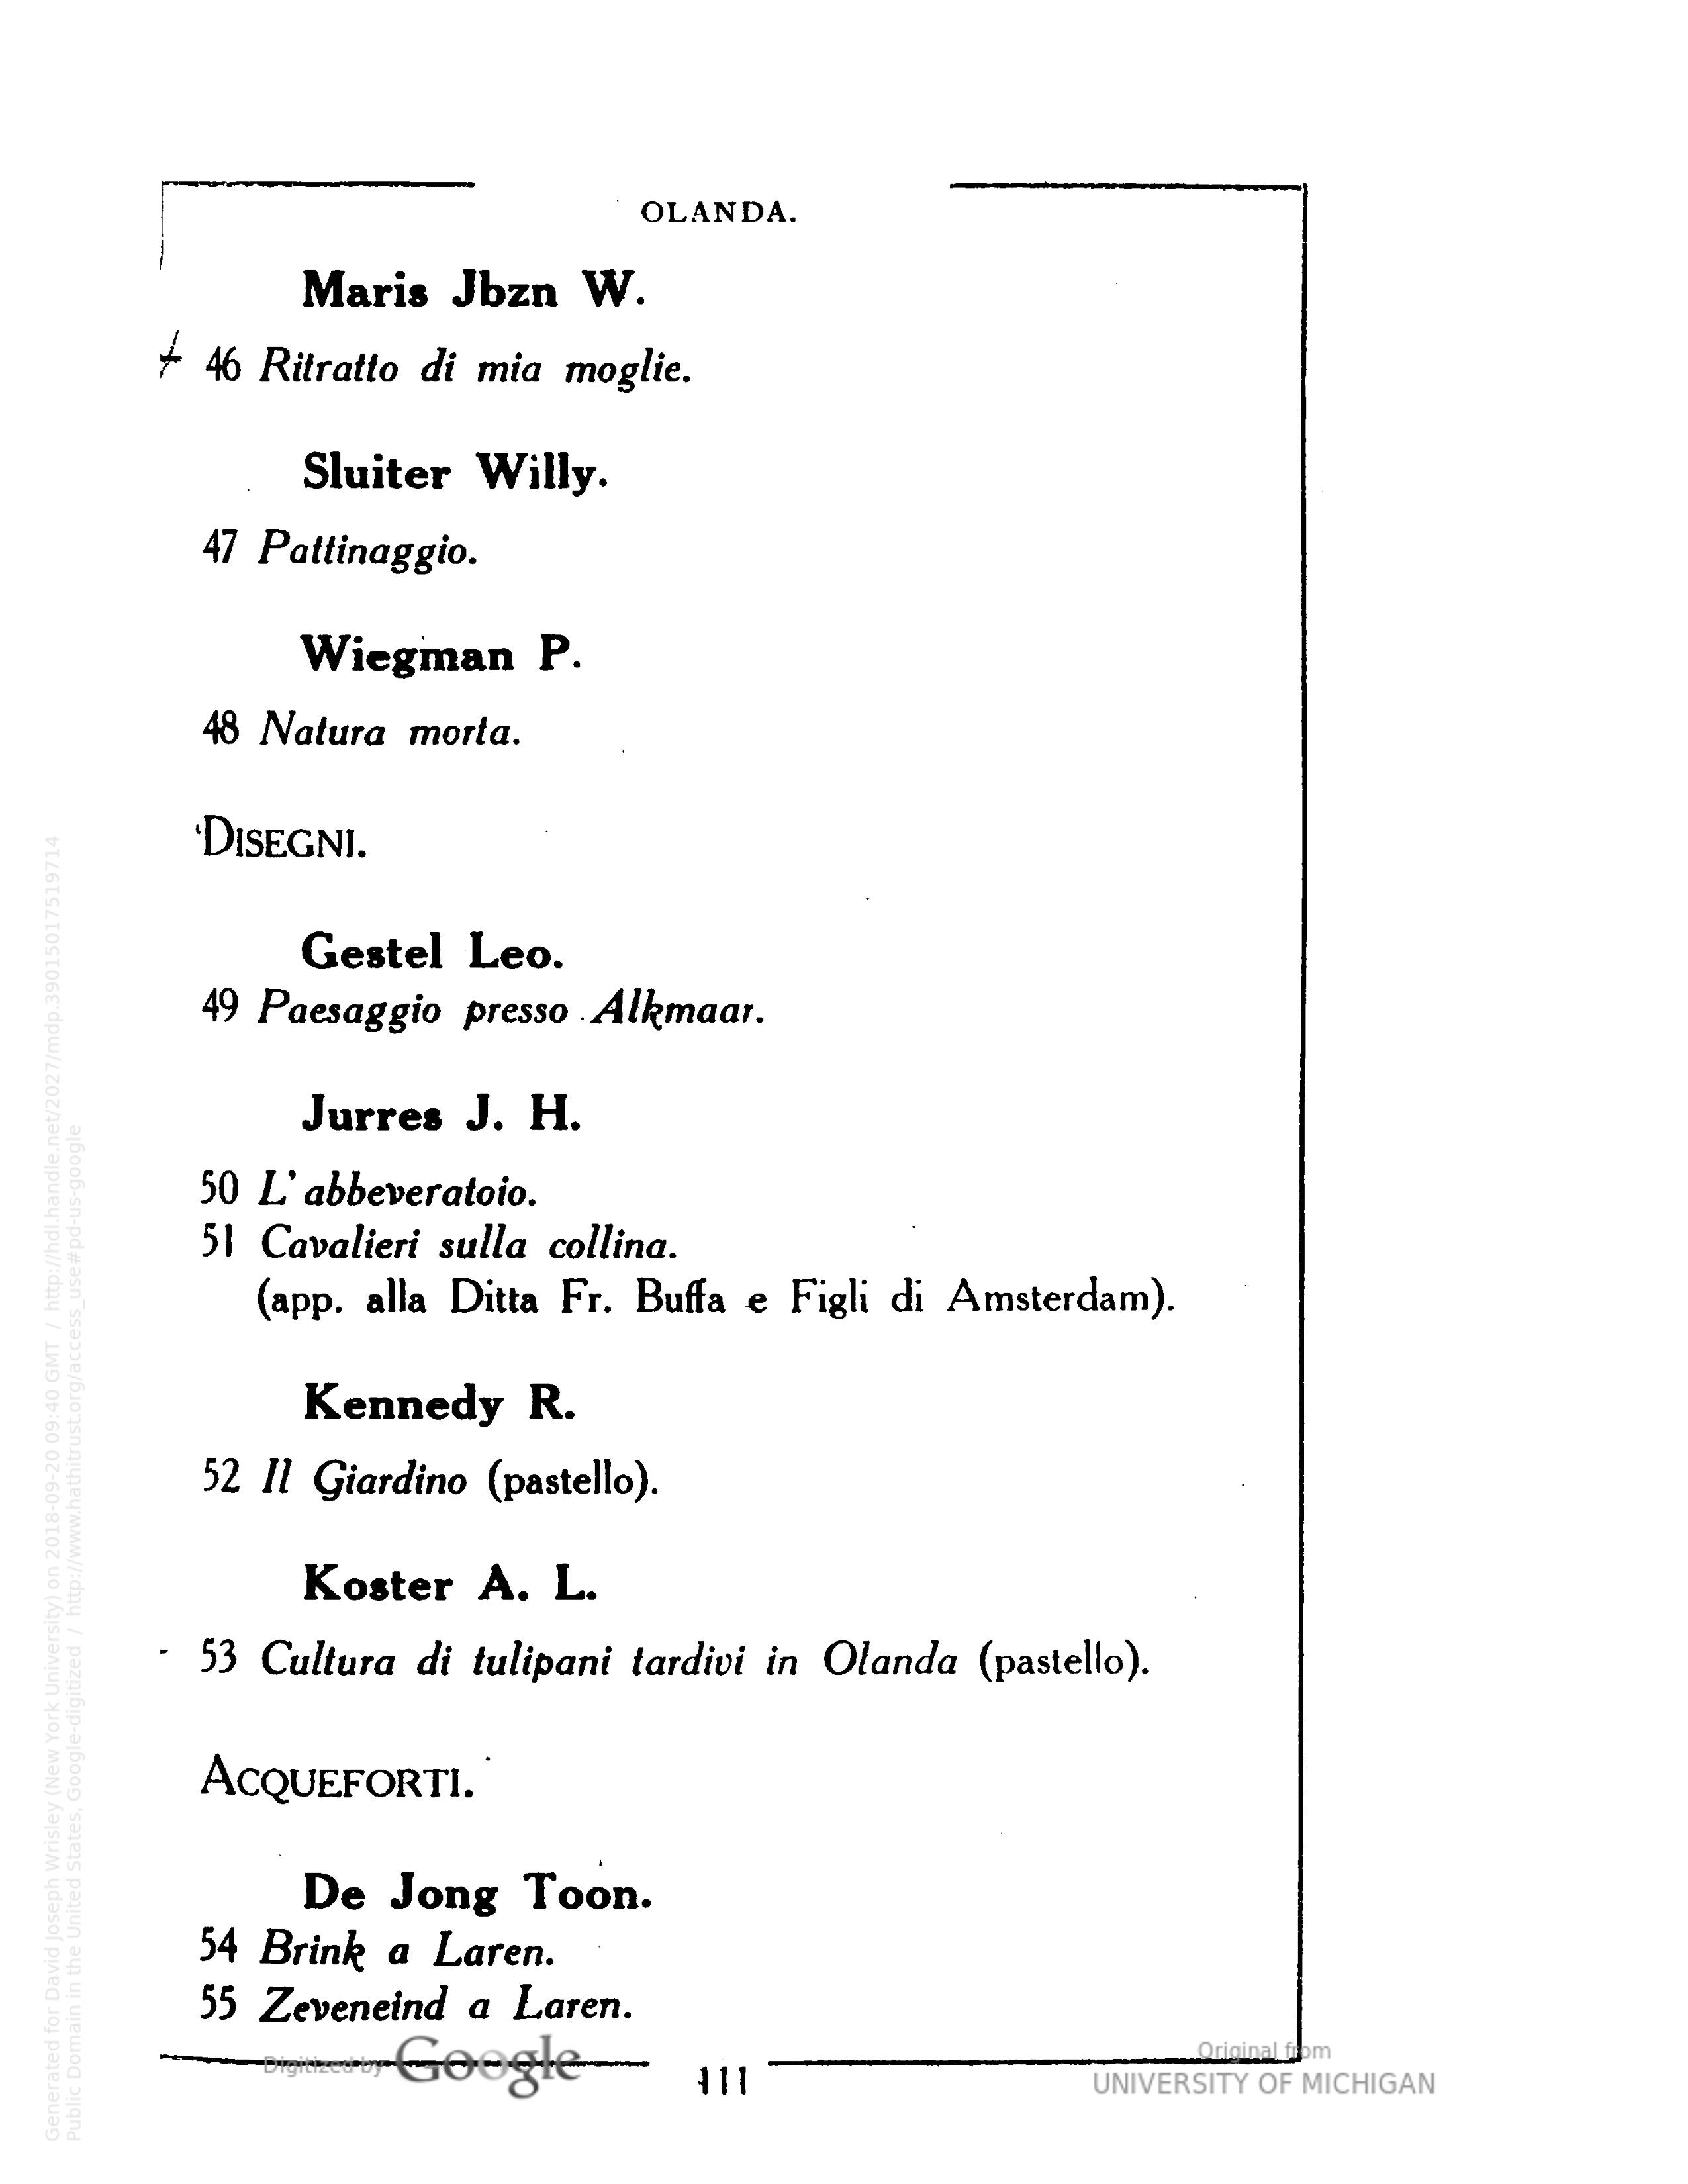 OLANDA.
Maris Jbzn W.
46 Ritratto di mia moglie.
Sluiter Willy.
47 Pattinaggio.
Wiegman P.
48 Natura morta.
DISEGNI.
Gestel Leo.
49 Paesaggio presso Alkmaar.
Jurres J. H.
50 L'abbeveratoio.
51 Cavalieri sulla collina.
(app. alla Ditta Fr. Buffa e Figli di Amsterdam).
Kennedy R.
52 Il Giardino (pastello).
Koster A. L.
- 53 Cultura di tulipani tardivi in Olanda (pastello).
ACQUEFORTI.
De Jong Toon.
54 Brink a Laren.
55 Zeveneind a Laren.
111
Digitized by Google
Original from
UNIVERSITY OF MICHIGAN
Generated for David Joseph Wrisley (New York University) on 2018-09-20 09:40 GMT / http://hdl.handle.net/2027/mdp.39015017519714
Public Domain in the United States, Google-digitized / http://www.hathitrust.org/access_use#pd-us-google